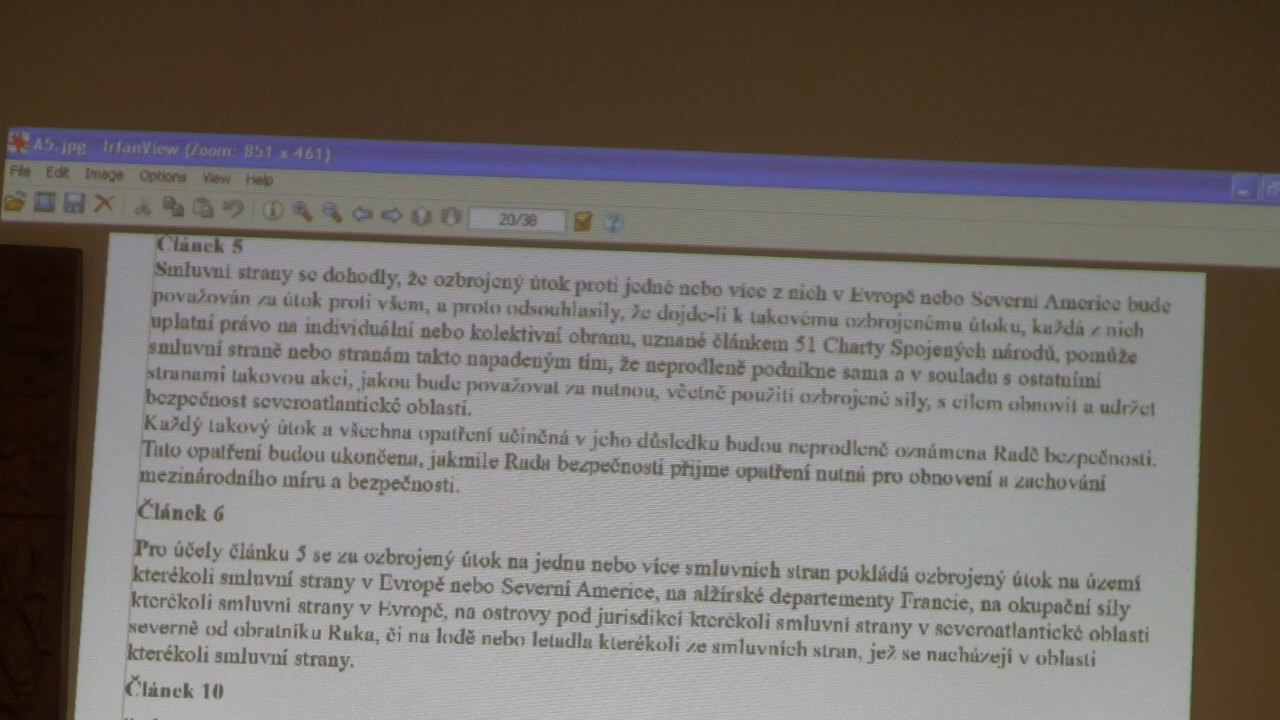 A5.jpg - IrfanView (Zoom: 851 x 461)
File Edit Image Options View Help
20/38
Článek 5
Smluvní strany se dohodly, že ozbrojený útok proti jedné nebo více z nich v Evropě nebo Severní Americe bude
považován za útok proti všem, a proto odsouhlasily, že dojde-li k takovému ozbrojenému útoku, každá z nich
uplatní právo na individuální nebo kolektivní obranu, uznané článkem 51 Charty Spojených národů, pomůže
smluvní straně nebo stranám takto napadeným tím, že neprodleně podnikne sama a v souladu s ostatními
stranami takovou akci, jakou bude považovat za nutnou, včetně použití ozbrojené síly, s cílem obnovit a udržet
bezpečnost severoatlantické oblasti.
Každý takový útok a všechna opatření učiněná v jeho důsledku budou neprodleně oznámena Radě bezpečnosti.
Tato opatření budou ukončena, jakmile Rada bezpečnosti přijme opatření nutná pro obnovení a zachování
mezinárodního míru a bezpečnosti.
Článek 6
Pro účely článku 5 se za ozbrojený útok na jednu nebo více smluvních stran pokládá ozbrojený útok na území
kterékoli smluvní strany v Evropě nebo Severní Americe, na alžírské departementy Francie, na okupační síly
kterékoli smluvní strany v Evropě, na ostrovy pod jurisdikcí kterékoli smluvní strany v severoatlantické oblasti
severně od obratníku Raka, či na lodě nebo letadla kterékoli ze smluvních stran, jež se nacházejí v oblasti
kterékoli smluvní strany.
Článek 10